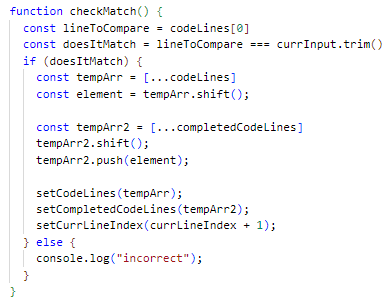 function checkMatch() {
  const lineToCompare = codeLines[0]
  const doesItMatch = lineToCompare === currInput.trim()
  if (doesItMatch) {
    const tempArr = [...codeLines]
    const element = tempArr.shift();

    const tempArr2 = [...completedCodeLines]
    tempArr2.shift();
    tempArr2.push(element);

    setCodeLines(tempArr);
    setCompletedCodeLines(tempArr2);
    setCurrLineIndex(currLineIndex + 1);
  } else {
    console.log("incorrect");
  }
}